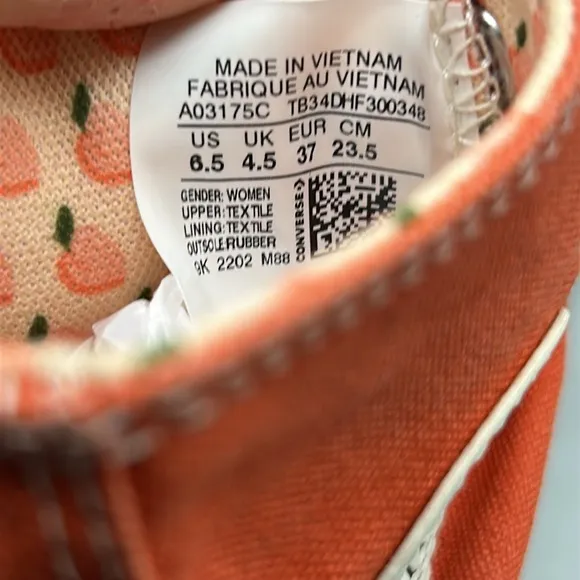 MADE IN VIETNAM
FABRIQUE AU VIETNAM
A03175C TB34DHF300348
US UK EUR CM
6.5 4.5 37 23.5
GENDER: WOMEN
UPPER: TEXTILE
LINING: TEXTILE
OUTSOLE:RUBBER
9K 2202 M88
CONVERSE